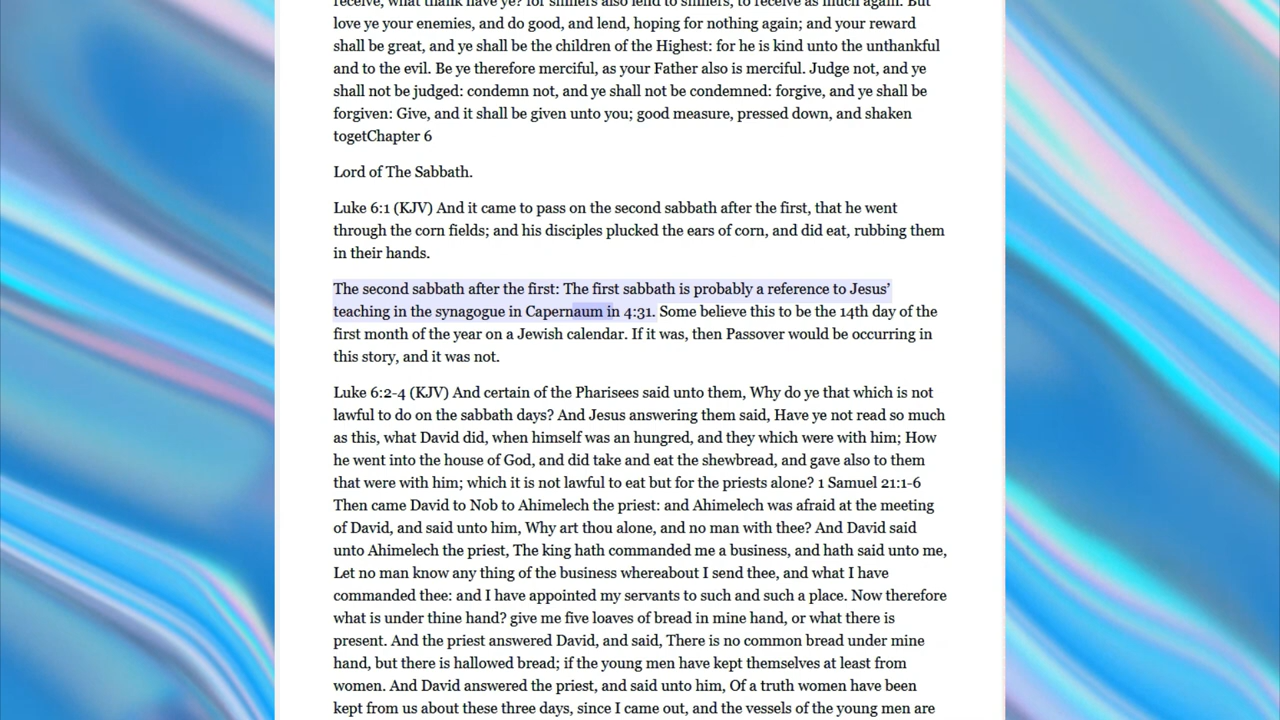 receive, what thank have ye? for sinners also lend to sinners, to receive as much again. But
love ye your enemies, and do good, and lend, hoping for nothing again; and your reward
shall be great, and ye shall be the children of the Highest: for he is kind unto the unthankful
and to the evil. Be ye therefore merciful, as your Father also is merciful. Judge not, and ye
shall not be judged: condemn not, and ye shall not be condemned: forgive, and ye shall be
forgiven: Give, and it shall be given unto you; good measure, pressed down, and shaken
togetChapter 6
Lord of The Sabbath.
Luke 6:1 (KJV) And it came to pass on the second sabbath after the first, that he went
through the corn fields; and his disciples plucked the ears of corn, and did eat, rubbing them
in their hands.
The second sabbath after the first: The first sabbath is probably a reference to Jesus’
teaching in the synagogue in Capernaum in 4:31. Some believe this to be the 14th day of the
first month of the year on a Jewish calendar. If it was, then Passover would be occurring in
this story, and it was not.
Luke 6:2-4 (KJV) And certain of the Pharisees said unto them, Why do ye that which is not
lawful to do on the sabbath days? And Jesus answering them said, Have ye not read so much
as this, what David did, when himself was an hungred, and they which were with him; How
he went into the house of God, and did take and eat the shewbread, and gave also to them
that were with him; which it is not lawful to eat but for the priests alone? 1 Samuel 21:1-6
Then came David to Nob to Ahimelech the priest: and Ahimelech was afraid at the meeting
of David, and said unto him, Why art thou alone, and no man with thee? And David said
unto Ahimelech the priest, The king hath commanded me a business, and hath said unto me,
Let no man know any thing of the business whereabout I send thee, and what I have
commanded thee: and I have appointed my servants to such and such a place. Now therefore
what is under thine hand? give me five loaves of bread in mine hand, or what there is
present. And the priest answered David, and said, There is no common bread under mine
hand, but there is hallowed bread; if the young men have kept themselves at least from
women. And David answered the priest, and said unto him, Of a truth women have been
kept from us about these three days, since I came out, and the vessels of the young men are